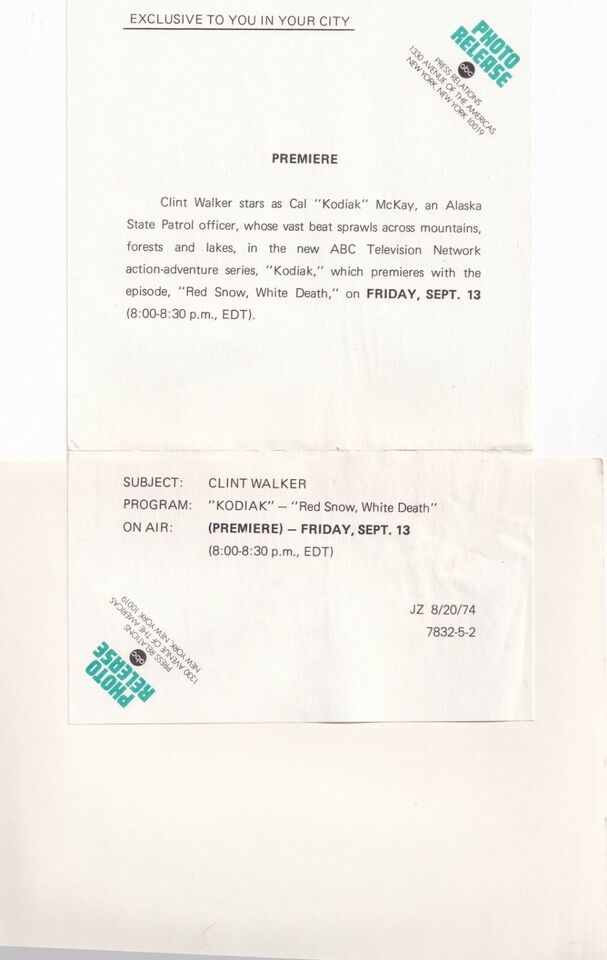 EXCLUSIVE TO YOU IN YOUR CITY
PHOTO
RELEASE
abc
PRESS RELATIONS
1330 AVENUE OF THE AMERICAS
NEW YORK, NEW YORK 10019
PREMIERE
Clint Walker stars as Cal "Kodiak" McKay, an Alaska
State Patrol officer, whose vast beat sprawls across mountains,
forests and lakes, in the new ABC Television Network
action-adventure series, "Kodiak," which premieres with the
episode, "Red Snow, White Death," on FRIDAY, SEPT. 13
(8:00-8:30 p.m., EDT).
SUBJECT: CLINT WALKER
PROGRAM: "KODIAK" – "Red Snow, White Death"
ON AIR: (PREMIERE) – FRIDAY, SEPT. 13
(8:00-8:30 p.m., EDT)
JZ 8/20/74
7832-5-2
PHOTO
RELEASE
abc
PRESS RELATIONS
1330 AVENUE OF THE AMERICAS
NEW YORK, NEW YORK 10019